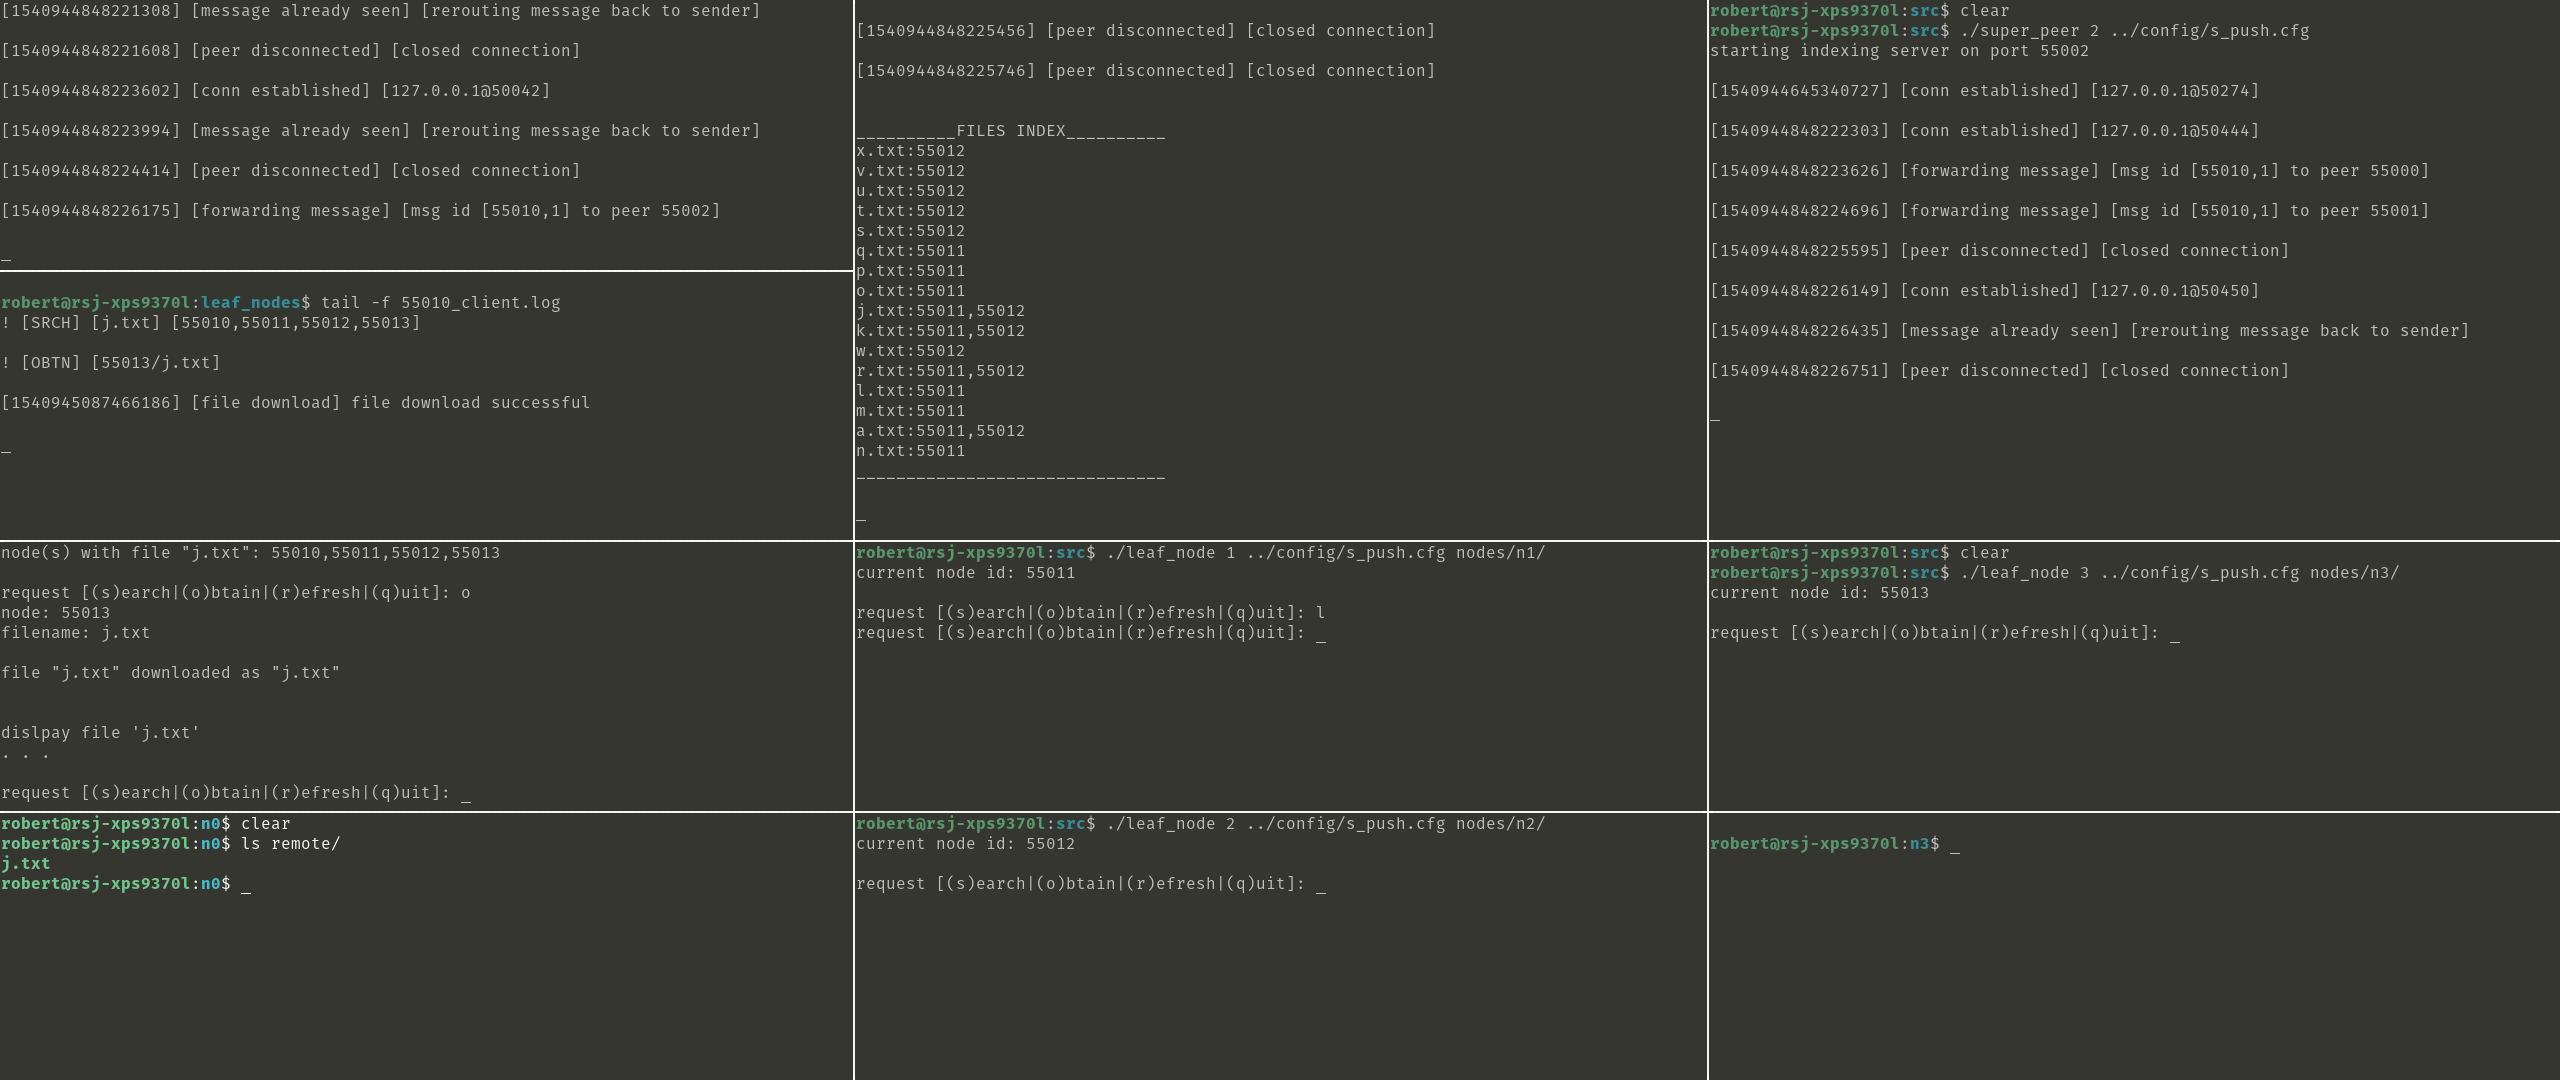 [1540944848221308] [message already seen] [rerouting message back to sender]
[1540944848221608] [peer disconnected] [closed connection]
[1540944848223602] [conn established] [127.0.0.1@50042]
[1540944848223994] [message already seen] [rerouting message back to sender]
[1540944848224414] [peer disconnected] [closed connection]
[1540944848226175] [forwarding message] [msg id [55010,1] to peer 55002]
_
robert@rsj-xps9370l:leaf_nodes$ tail -f 55010_client.log
! [SRCH] [j.txt] [55010,55011,55012,55013]
! [OBTN] [55013/j.txt]
[1540945087466186] [file download] file download successful
_
[1540944848225456] [peer disconnected] [closed connection]
[1540944848225746] [peer disconnected] [closed connection]
__________FILES INDEX__________
x.txt:55012
v.txt:55012
u.txt:55012
t.txt:55012
s.txt:55012
q.txt:55011
p.txt:55011
o.txt:55011
j.txt:55011,55012
k.txt:55011,55012
w.txt:55012
r.txt:55011,55012
l.txt:55011
m.txt:55011
a.txt:55011,55012
n.txt:55011
_______________________________
_
robert@rsj-xps9370l:src$ clear
robert@rsj-xps9370l:src$ ./super_peer 2 ../config/s_push.cfg
starting indexing server on port 55002
[1540944645340727] [conn established] [127.0.0.1@50274]
[1540944848222303] [conn established] [127.0.0.1@50444]
[1540944848223626] [forwarding message] [msg id [55010,1] to peer 55000]
[1540944848224696] [forwarding message] [msg id [55010,1] to peer 55001]
[1540944848225595] [peer disconnected] [closed connection]
[1540944848226149] [conn established] [127.0.0.1@50450]
[1540944848226435] [message already seen] [rerouting message back to sender]
[1540944848226751] [peer disconnected] [closed connection]
_
node(s) with file "j.txt": 55010,55011,55012,55013
request [(s)earch|(o)btain|(r)efresh|(q)uit]: o
node: 55013
filename: j.txt
file "j.txt" downloaded as "j.txt"
dislpay file 'j.txt'
. . .
request [(s)earch|(o)btain|(r)efresh|(q)uit]: _
robert@rsj-xps9370l:src$ ./leaf_node 1 ../config/s_push.cfg nodes/n1/
current node id: 55011
request [(s)earch|(o)btain|(r)efresh|(q)uit]: l
request [(s)earch|(o)btain|(r)efresh|(q)uit]: _
robert@rsj-xps9370l:src$ clear
robert@rsj-xps9370l:src$ ./leaf_node 3 ../config/s_push.cfg nodes/n3/
current node id: 55013
request [(s)earch|(o)btain|(r)efresh|(q)uit]: _
robert@rsj-xps9370l:n0$ clear
robert@rsj-xps9370l:n0$ ls remote/
j.txt
robert@rsj-xps9370l:n0$ _
robert@rsj-xps9370l:src$ ./leaf_node 2 ../config/s_push.cfg nodes/n2/
current node id: 55012
request [(s)earch|(o)btain|(r)efresh|(q)uit]: _
robert@rsj-xps9370l:n3$ _